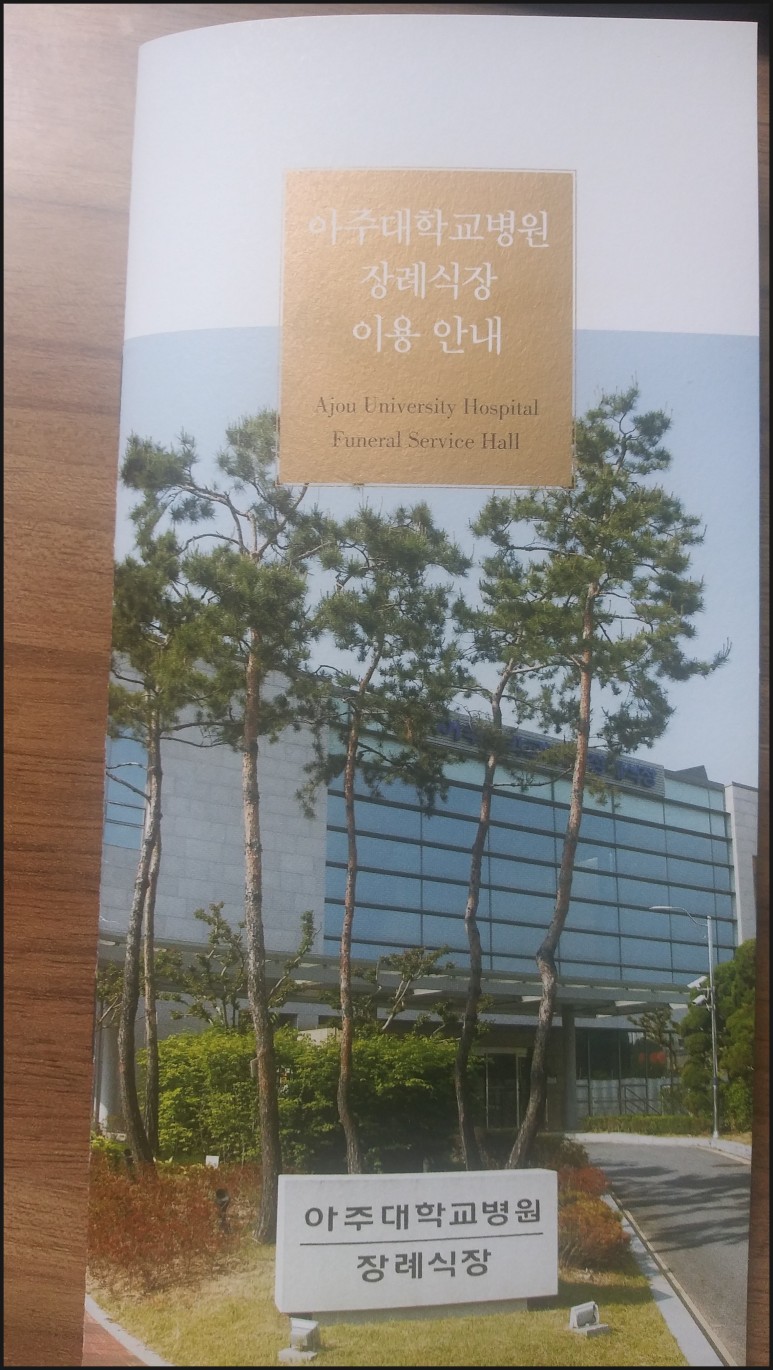 아주대학교병원
장례식장
이용 안내
Ajou University Hospital
Funeral Service Hall
아주대학교병원
장례식장